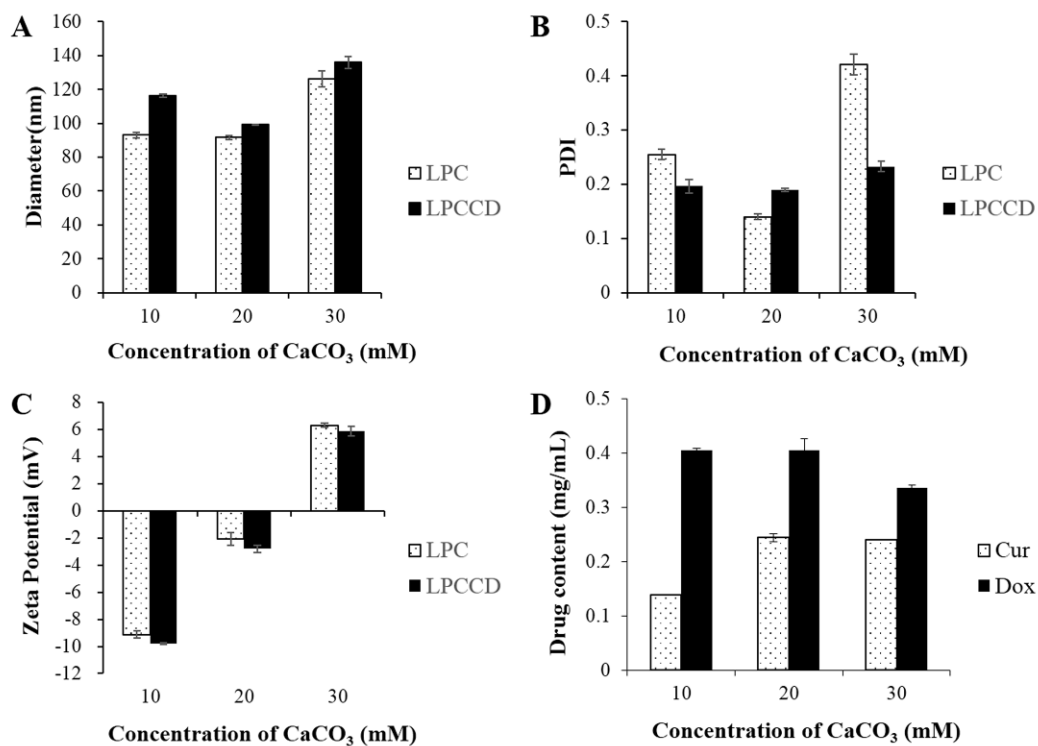 A
160
140
120
100
80
60
40
20
0
Diameter(nm)
LPC
LPCCD
10 20 30
Concentration of CaCO₃ (mM)
B
0.5
0.4
0.3
0.2
0.1
0
PDI
LPC
LPCCD
10 20 30
Concentration of CaCO₃ (mM)
C
8
6
4
2
0
-2
-4
-6
-8
-10
-12
Zeta Potential (mV)
LPC
LPCCD
10 20 30
Concentration of CaCO₃ (mM)
D
0.5
0.4
0.3
0.2
0.1
0
Drug content (mg/mL)
Cur
Dox
10 20 30
Concentration of CaCO₃ (mM)